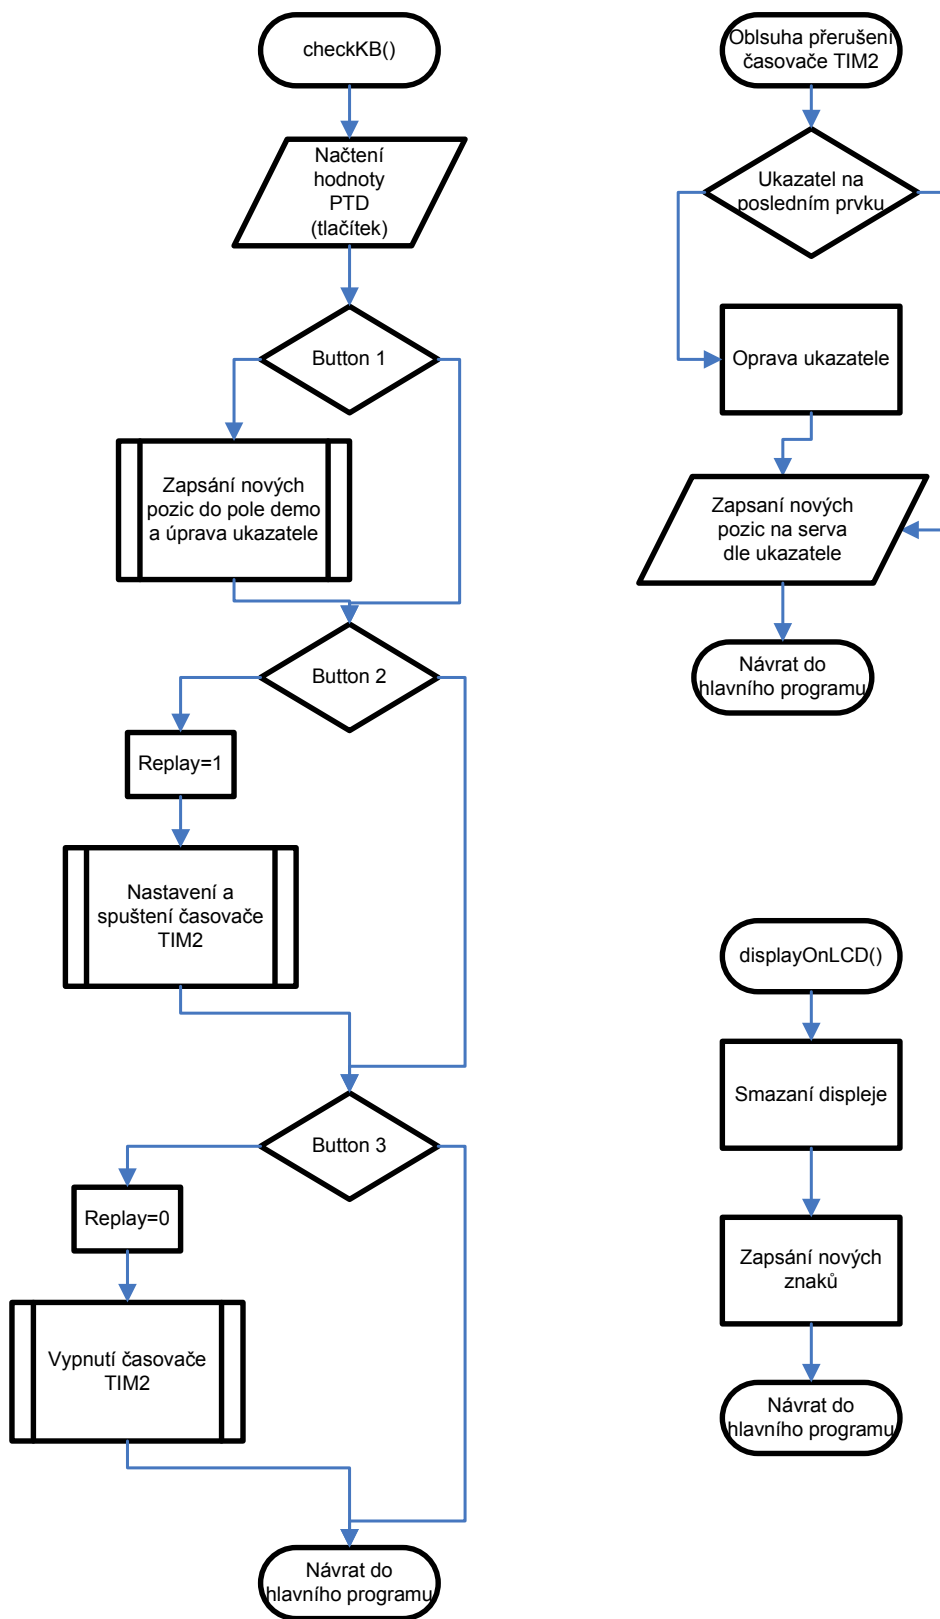 checkKB()
Načtení
hodnoty
PTD
(tlačítek)
Button 1
Zapsání nových
pozic do pole demo
a úprava ukazatele
Button 2
Replay=1
Nastavení a
spuštení časovače
TIM2
Button 3
Replay=0
Vypnutí časovače
TIM2
Návrat do
hlavního programu
Oblsuha přerušení
časovače TIM2
Ukazatel na
posledním prvku
Oprava ukazatele
Zapsaní nových
pozic na serva
dle ukazatele
Návrat do
hlavního programu
displayOnLCD()
Smazaní displeje
Zapsání nových
znaků
Návrat do
hlavního programu